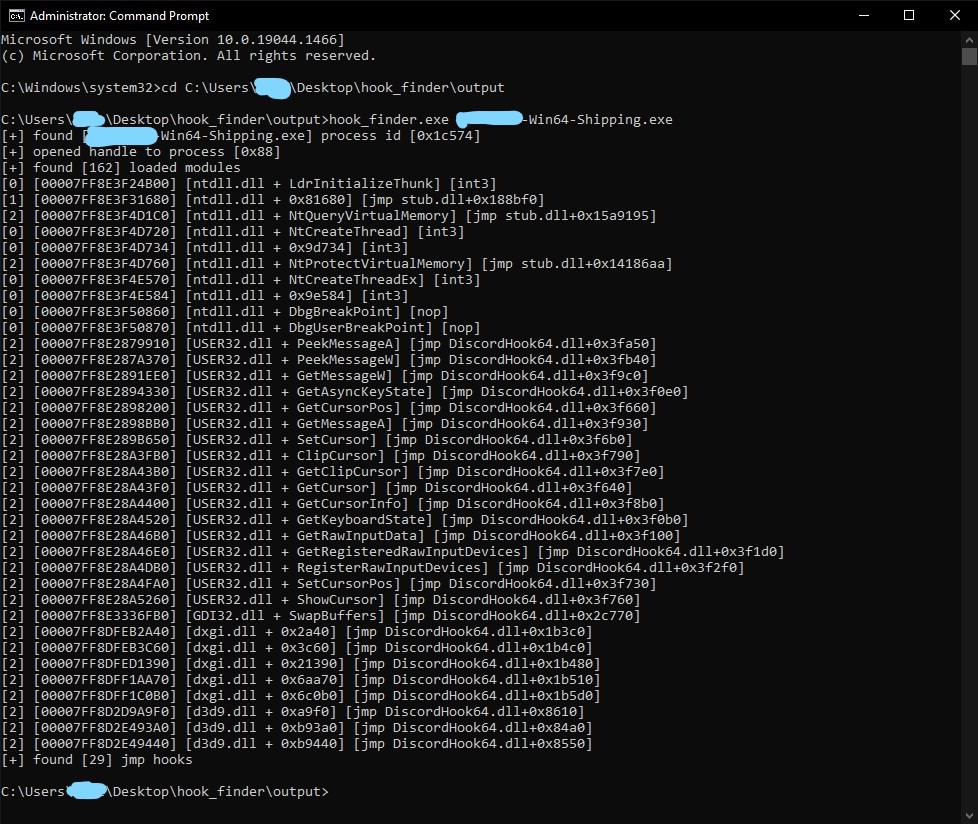 Administrator: Command Prompt
Microsoft Windows [Version 10.0.19044.1466]
(c) Microsoft Corporation. All rights reserved.
C:\Windows\system32>cd C:\Users\ \Desktop\hook_finder\output
C:\Users\ \Desktop\hook_finder\output>hook_finder.exe -Win64-Shipping.exe
[+] found [ -Win64-Shipping.exe] process id [0x1c574]
[+] opened handle to process [0x88]
[+] found [162] loaded modules
[0] [00007FF8E3F24B00] [ntdll.dll + LdrInitializeThunk] [int3]
[1] [00007FF8E3F31680] [ntdll.dll + 0x81680] [jmp stub.dll+0x188bf0]
[2] [00007FF8E3F4D1C0] [ntdll.dll + NtQueryVirtualMemory] [jmp stub.dll+0x15a9195]
[0] [00007FF8E3F4D720] [ntdll.dll + NtCreateThread] [int3]
[0] [00007FF8E3F4D734] [ntdll.dll + 0x9d734] [int3]
[2] [00007FF8E3F4D760] [ntdll.dll + NtProtectVirtualMemory] [jmp stub.dll+0x14186aa]
[0] [00007FF8E3F4E570] [ntdll.dll + NtCreateThreadEx] [int3]
[0] [00007FF8E3F4E584] [ntdll.dll + 0x9e584] [int3]
[0] [00007FF8E3F50860] [ntdll.dll + DbgBreakPoint] [nop]
[0] [00007FF8E3F50870] [ntdll.dll + DbgUserBreakPoint] [nop]
[2] [00007FF8E2879910] [USER32.dll + PeekMessageA] [jmp DiscordHook64.dll+0x3fa50]
[2] [00007FF8E287A370] [USER32.dll + PeekMessageW] [jmp DiscordHook64.dll+0x3fb40]
[2] [00007FF8E2891EE0] [USER32.dll + GetMessageW] [jmp DiscordHook64.dll+0x3f9c0]
[2] [00007FF8E2894330] [USER32.dll + GetAsyncKeyState] [jmp DiscordHook64.dll+0x3f0e0]
[2] [00007FF8E2898200] [USER32.dll + GetCursorPos] [jmp DiscordHook64.dll+0x3f660]
[2] [00007FF8E2898BB0] [USER32.dll + GetMessageA] [jmp DiscordHook64.dll+0x3f930]
[2] [00007FF8E289B650] [USER32.dll + SetCursor] [jmp DiscordHook64.dll+0x3f6b0]
[2] [00007FF8E28A3FB0] [USER32.dll + ClipCursor] [jmp DiscordHook64.dll+0x3f790]
[2] [00007FF8E28A43B0] [USER32.dll + GetClipCursor] [jmp DiscordHook64.dll+0x3f7e0]
[2] [00007FF8E28A43F0] [USER32.dll + GetCursor] [jmp DiscordHook64.dll+0x3f640]
[2] [00007FF8E28A4400] [USER32.dll + GetCursorInfo] [jmp DiscordHook64.dll+0x3f8b0]
[2] [00007FF8E28A4520] [USER32.dll + GetKeyboardState] [jmp DiscordHook64.dll+0x3f0b0]
[2] [00007FF8E28A46B0] [USER32.dll + GetRawInputData] [jmp DiscordHook64.dll+0x3f100]
[2] [00007FF8E28A46E0] [USER32.dll + GetRegisteredRawInputDevices] [jmp DiscordHook64.dll+0x3f1d0]
[2] [00007FF8E28A4DB0] [USER32.dll + RegisterRawInputDevices] [jmp DiscordHook64.dll+0x3f2f0]
[2] [00007FF8E28A4FA0] [USER32.dll + SetCursorPos] [jmp DiscordHook64.dll+0x3f730]
[2] [00007FF8E28A5260] [USER32.dll + ShowCursor] [jmp DiscordHook64.dll+0x3f760]
[2] [00007FF8E3336FB0] [GDI32.dll + SwapBuffers] [jmp DiscordHook64.dll+0x2c770]
[2] [00007FF8DFEB2A40] [dxgi.dll + 0x2a40] [jmp DiscordHook64.dll+0x1b3c0]
[2] [00007FF8DFEB3C60] [dxgi.dll + 0x3c60] [jmp DiscordHook64.dll+0x1b4c0]
[2] [00007FF8DFED1390] [dxgi.dll + 0x21390] [jmp DiscordHook64.dll+0x1b480]
[2] [00007FF8DFF1AA70] [dxgi.dll + 0x6aa70] [jmp DiscordHook64.dll+0x1b510]
[2] [00007FF8DFF1C0B0] [dxgi.dll + 0x6c0b0] [jmp DiscordHook64.dll+0x1b5d0]
[2] [00007FF8D2D9A9F0] [d3d9.dll + 0xa9f0] [jmp DiscordHook64.dll+0x8610]
[2] [00007FF8D2E493A0] [d3d9.dll + 0xb93a0] [jmp DiscordHook64.dll+0x84a0]
[2] [00007FF8D2E49440] [d3d9.dll + 0xb9440] [jmp DiscordHook64.dll+0x8550]
[+] found [29] jmp hooks
C:\Users\ \Desktop\hook_finder\output>